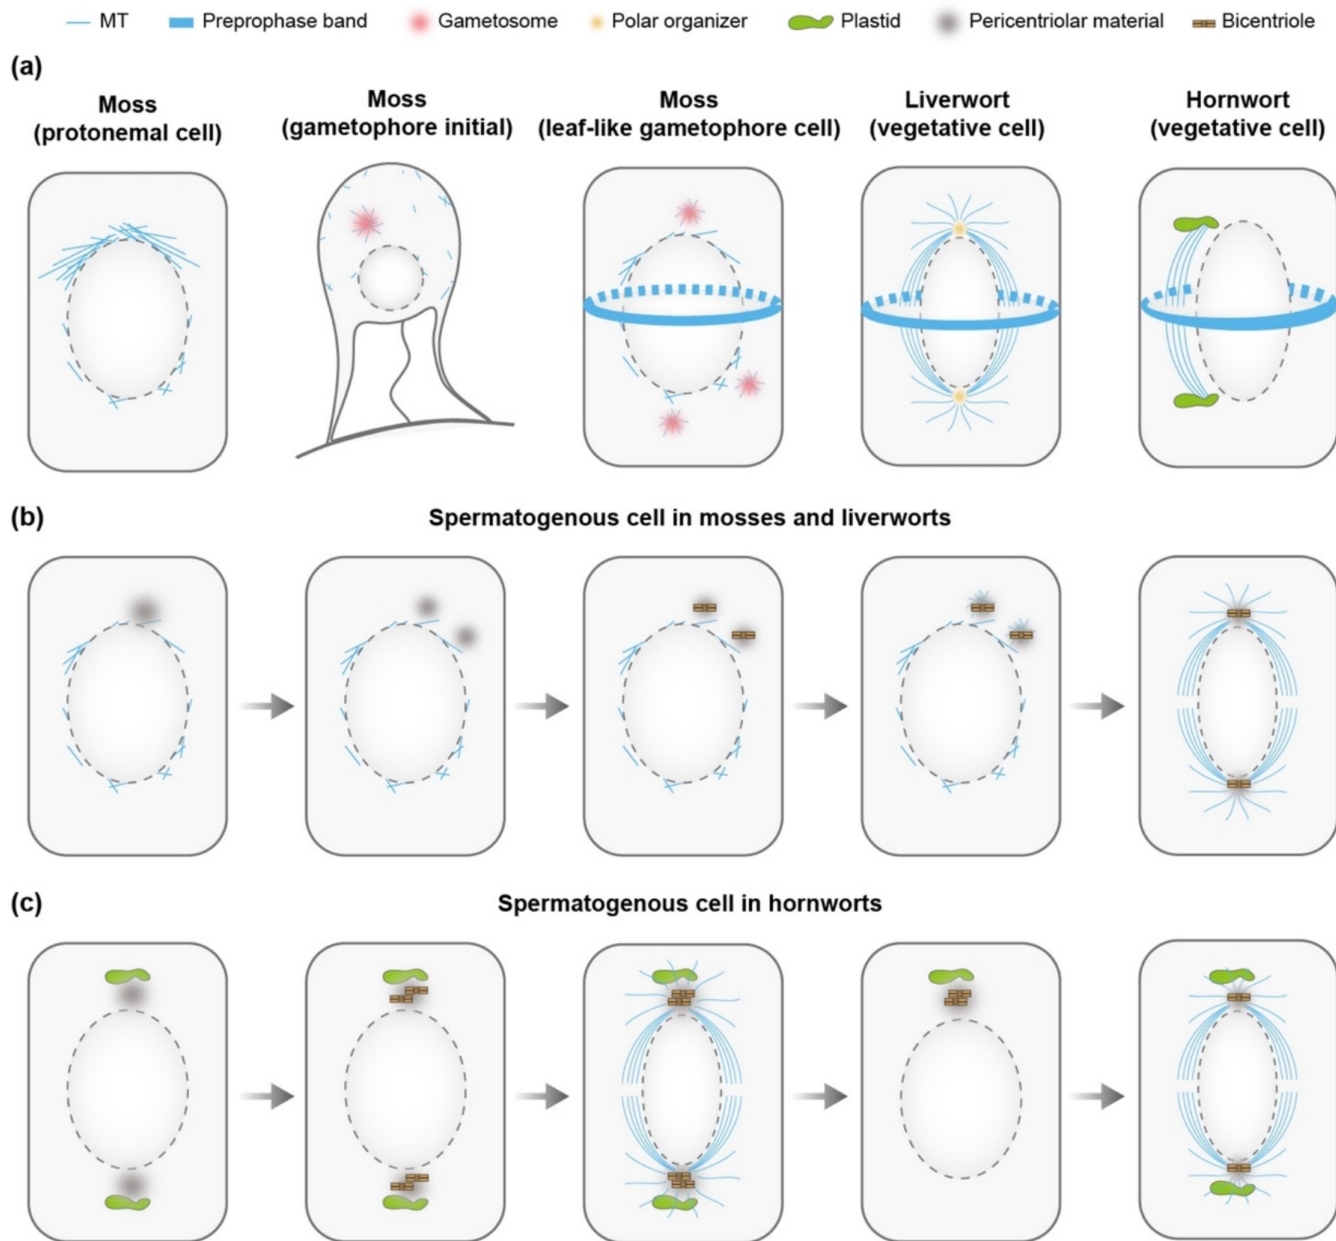 MT Preprophase band Gametosome Polar organizer Plastid Pericentriolar material Bicentriole
(a)
Moss
(protonemal cell)
Moss
(gametophore initial)
Moss
(leaf-like gametophore cell)
Liverwort
(vegetative cell)
Hornwort
(vegetative cell)
(b)
Spermatogenous cell in mosses and liverworts
(c)
Spermatogenous cell in hornworts